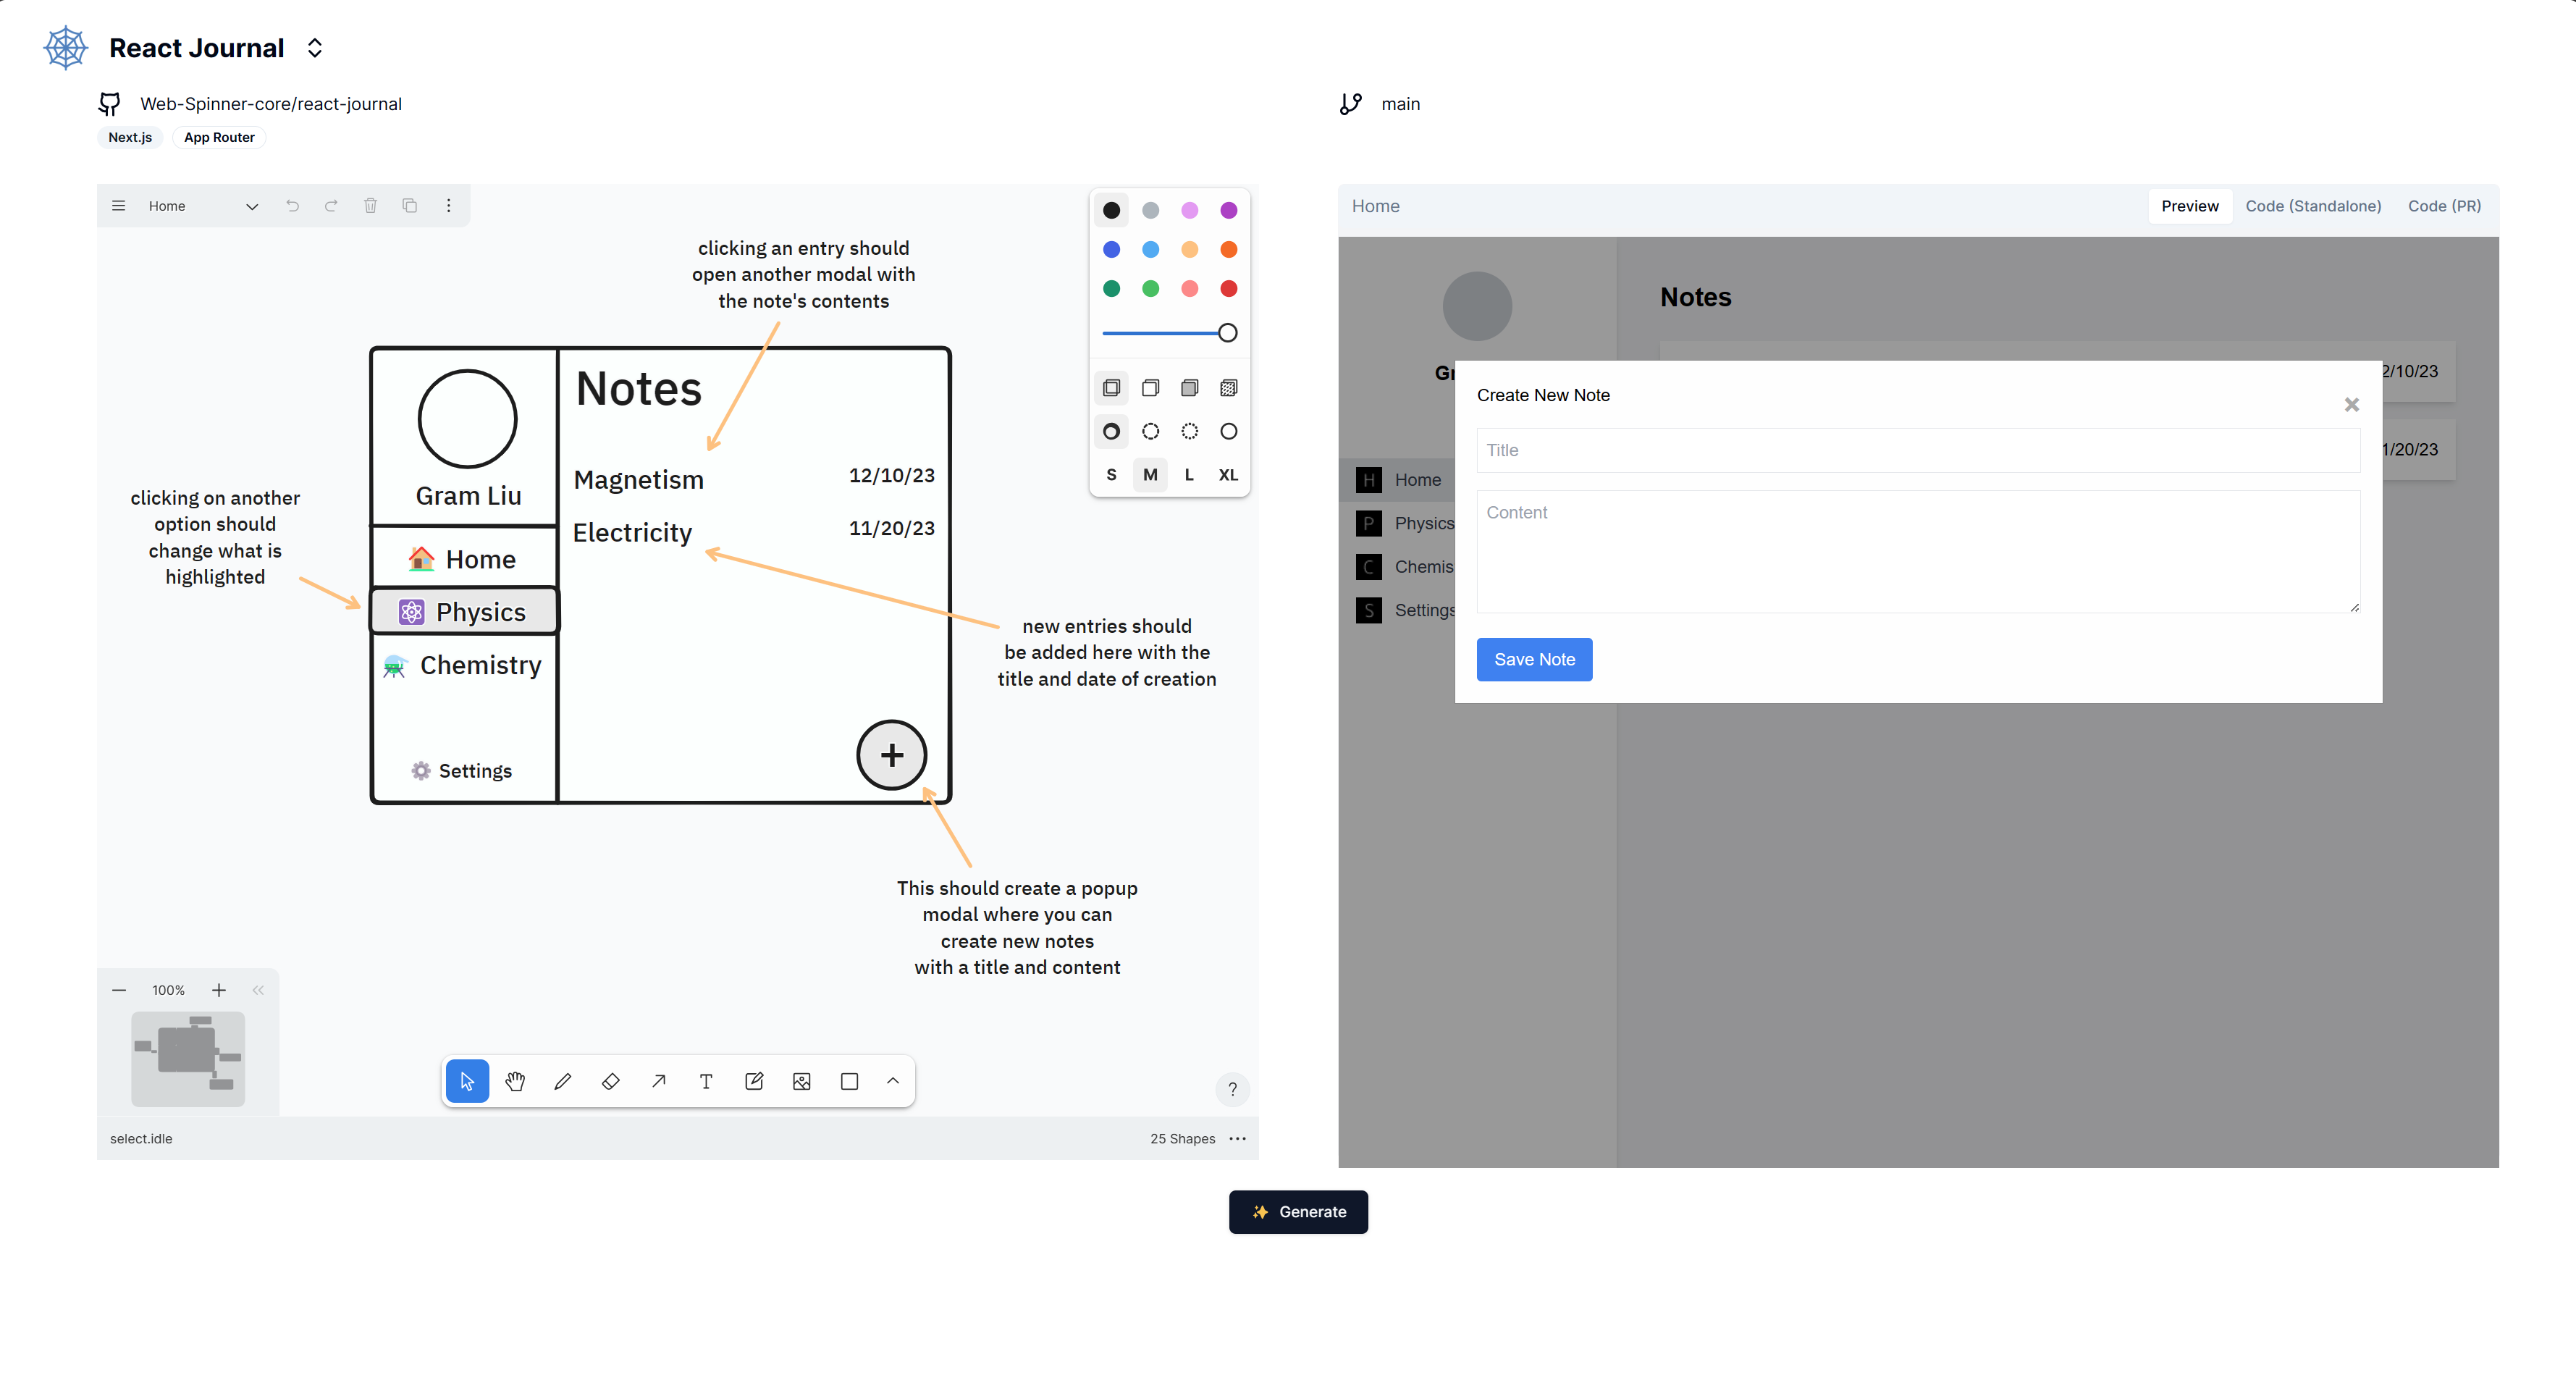 React Journal
Web-Spinner-core/react-journal
Next.js
App Router
main
Home
clicking an entry should
open another modal with
the note's contents
clicking on another
option should
change what is
highlighted
Gram Liu
Home
Physics
Chemistry
Settings
Notes
Magnetism 12/10/23
Electricity 11/20/23
+
new entries should
be added here with the
title and date of creation
This should create a popup
modal where you can
create new notes
with a title and content
S M L XL
100%
T
?
select.idle
25 Shapes
Home
Preview
Code (Standalone)
Code (PR)
Notes
Gr
2/10/23
1/20/23
H Home
P Physics
C Chemis
S Settings
Create New Note
Title
Content
Save Note
Generate